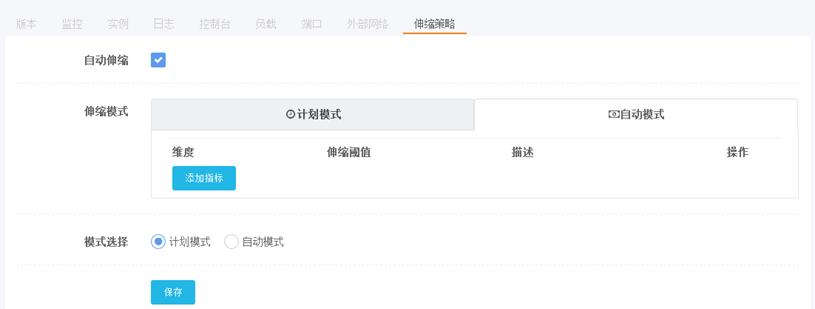 版本 监控 实例 日志 控制台 负载 端口 外部网络 伸缩策略
自动伸缩
伸缩模式 计划模式 自动模式
维度 伸缩阈值 描述 操作
添加指标
模式选择 计划模式 自动模式
保存